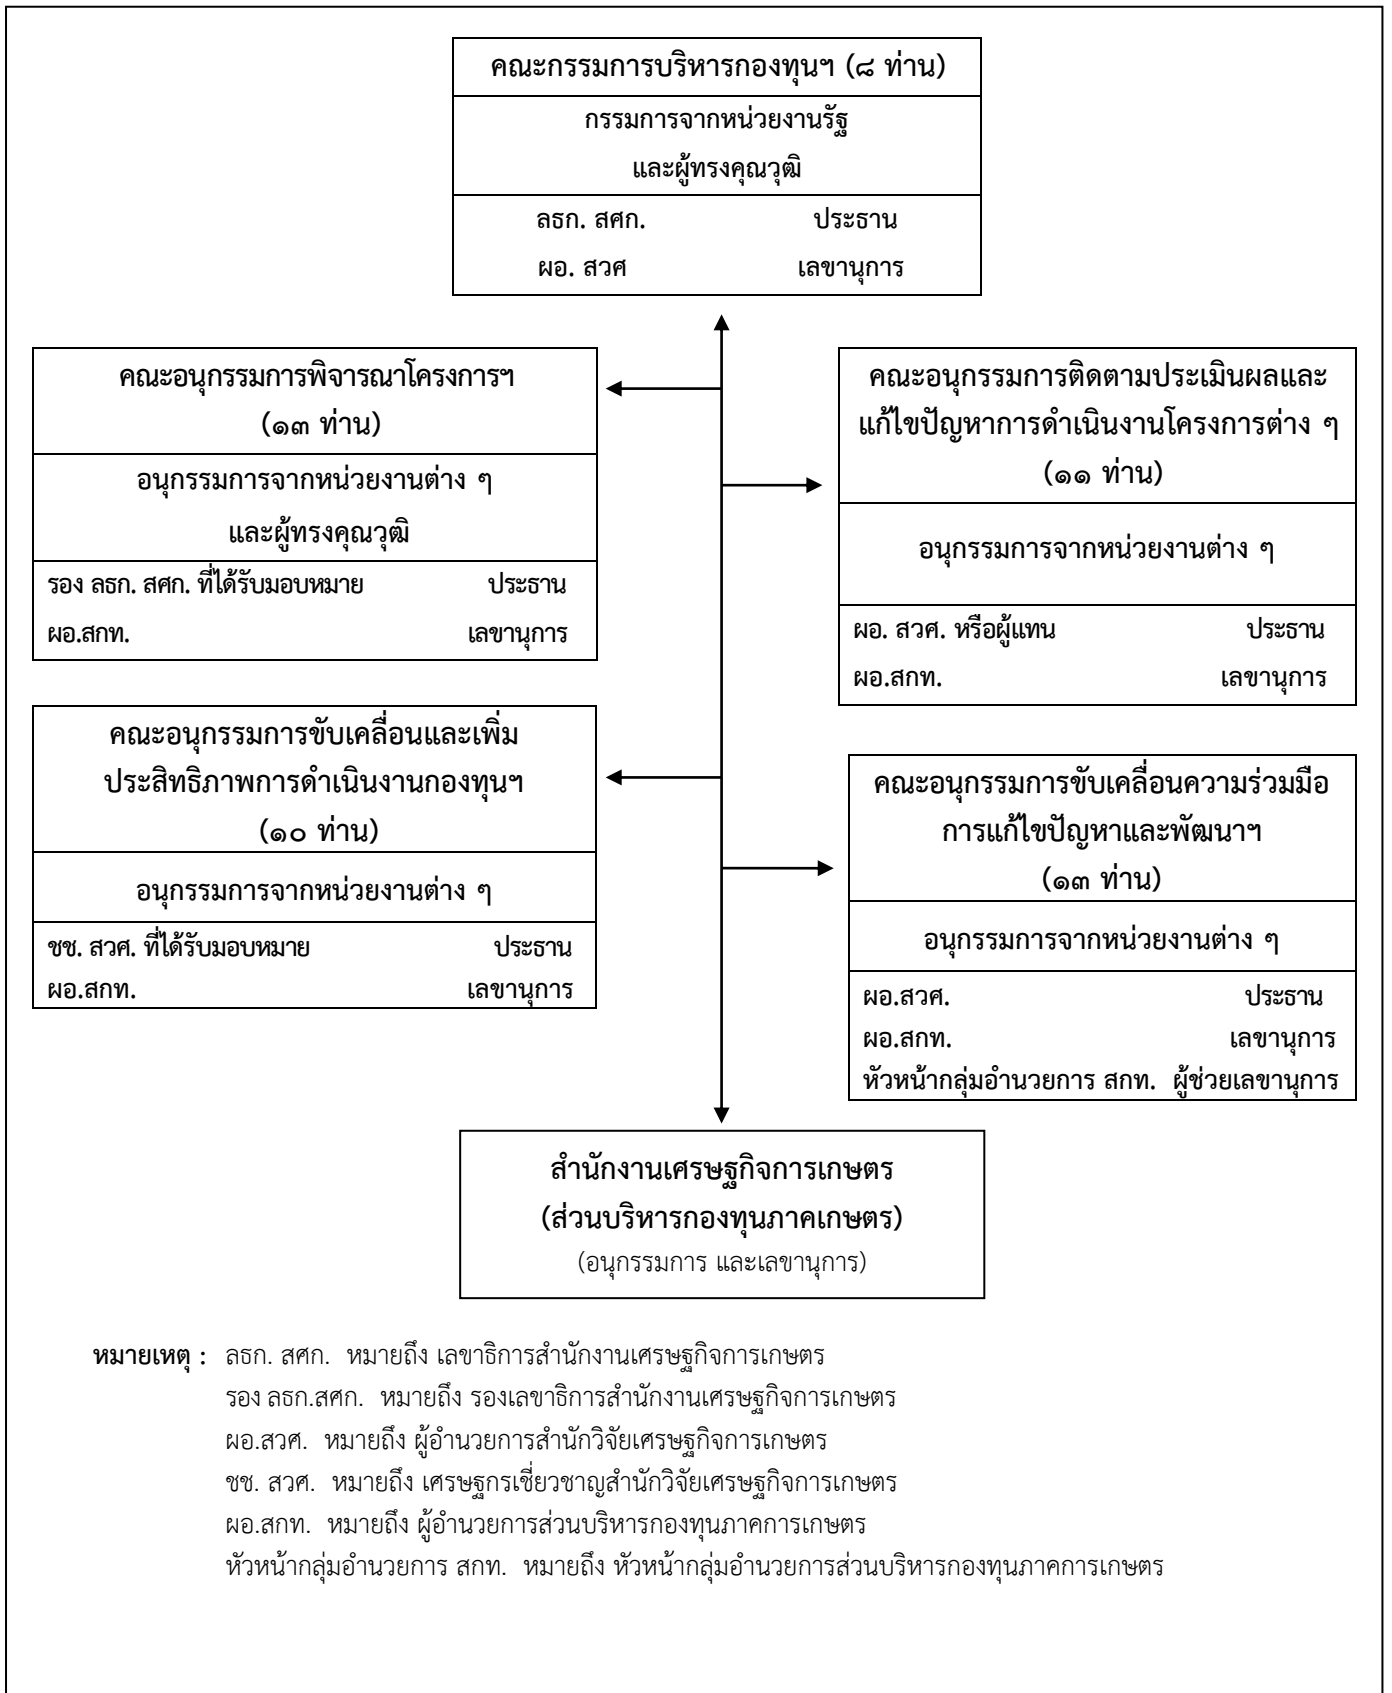 คณะกรรมการบริหารกองทุนฯ (๘ ท่าน)
กรรมการจากหน่วยงานรัฐ
และผู้ทรงคุณวุฒิ
ลธก. สศก. ประธาน
ผอ. สวศ เลขานุการ
คณะอนุกรรมการพิจารณาโครงการฯ
(๑๓ ท่าน)
อนุกรรมการจากหน่วยงานต่าง ๆ
และผู้ทรงคุณวุฒิ
รอง ลธก. สศก. ที่ได้รับมอบหมาย ประธาน
ผอ.สกท. เลขานุการ
คณะอนุกรรมการติดตามประเมินผลและ
แก้ไขปัญหาการดำเนินงานโครงการต่าง ๆ
(๑๑ ท่าน)
อนุกรรมการจากหน่วยงานต่าง ๆ
ผอ. สวศ. หรือผู้แทน ประธาน
ผอ.สกท. เลขานุการ
คณะอนุกรรมการขับเคลื่อนและเพิ่ม
ประสิทธิภาพการดำเนินงานกองทุนฯ
(๑๐ ท่าน)
อนุกรรมการจากหน่วยงานต่าง ๆ
ชช. สวศ. ที่ได้รับมอบหมาย ประธาน
ผอ.สกท. เลขานุการ
คณะอนุกรรมการขับเคลื่อนความร่วมมือ
การแก้ไขปัญหาและพัฒนาฯ
(๑๓ ท่าน)
อนุกรรมการจากหน่วยงานต่าง ๆ
ผอ.สวศ. ประธาน
ผอ.สกท. เลขานุการ
หัวหน้ากลุ่มอำนวยการ สกท. ผู้ช่วยเลขานุการ
สำนักงานเศรษฐกิจการเกษตร
(ส่วนบริหารกองทุนภาคเกษตร)
(อนุกรรมการ และเลขานุการ)
หมายเหตุ : ลธก. สศก. หมายถึง เลขาธิการสำนักงานเศรษฐกิจการเกษตร
รอง ลธก.สศก. หมายถึง รองเลขาธิการสำนักงานเศรษฐกิจการเกษตร
ผอ.สวศ. หมายถึง ผู้อำนวยการสำนักวิจัยเศรษฐกิจการเกษตร
ชช. สวศ. หมายถึง เศรษฐกรเชี่ยวชาญสำนักวิจัยเศรษฐกิจการเกษตร
ผอ.สกท. หมายถึง ผู้อำนวยการส่วนบริหารกองทุนภาคการเกษตร
หัวหน้ากลุ่มอำนวยการ สกท. หมายถึง หัวหน้ากลุ่มอำนวยการส่วนบริหารกองทุนภาคการเกษตร